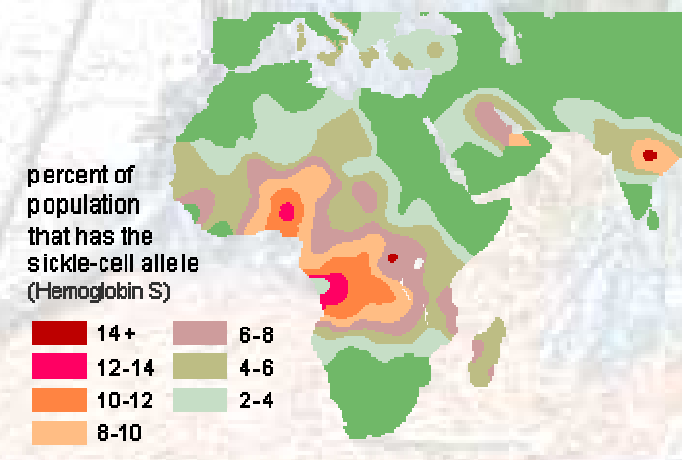 percent of
population
that has the
sickle-cell allele
(Hemoglobin S)
14+
12-14
10-12
8-10
6-8
4-6
2-4